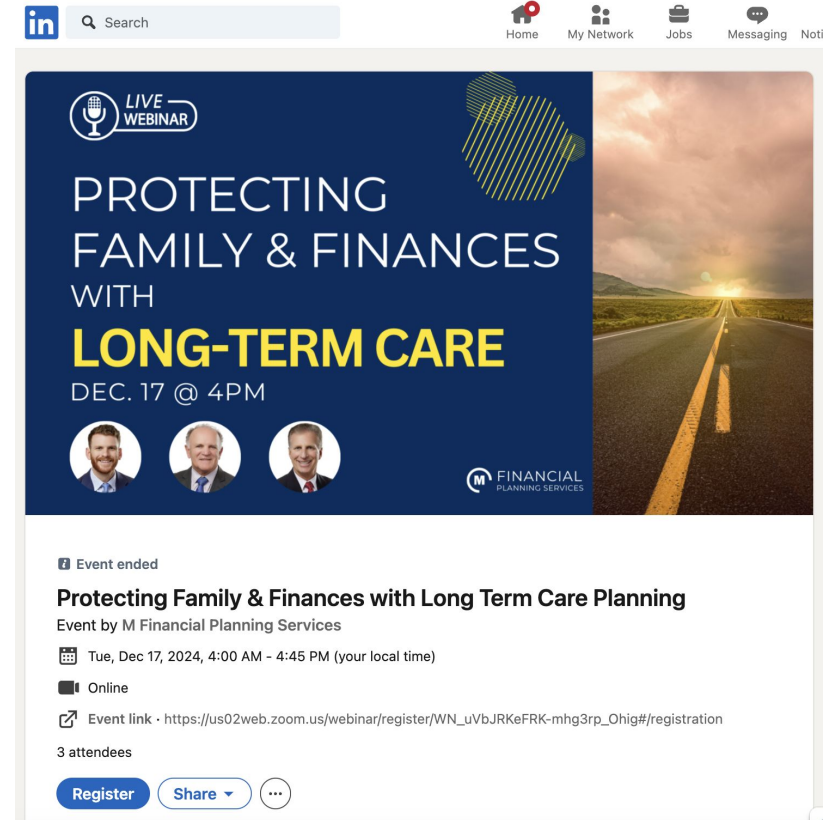 in
Search
Home
My Network
Jobs
Messaging
Noti
LIVE
WEBINAR
PROTECTING
FAMILY & FINANCES
WITH
LONG-TERM CARE
DEC. 17 @ 4PM
M FINANCIAL
PLANNING SERVICES
Event ended
Protecting Family & Finances with Long Term Care Planning
Event by M Financial Planning Services
Tue, Dec 17, 2024, 4:00 AM - 4:45 PM (your local time)
Online
Event link · https://us02web.zoom.us/webinar/register/WN_uVbJRKeFRK-mhg3rp_Ohig#/registration
3 attendees
Register
Share